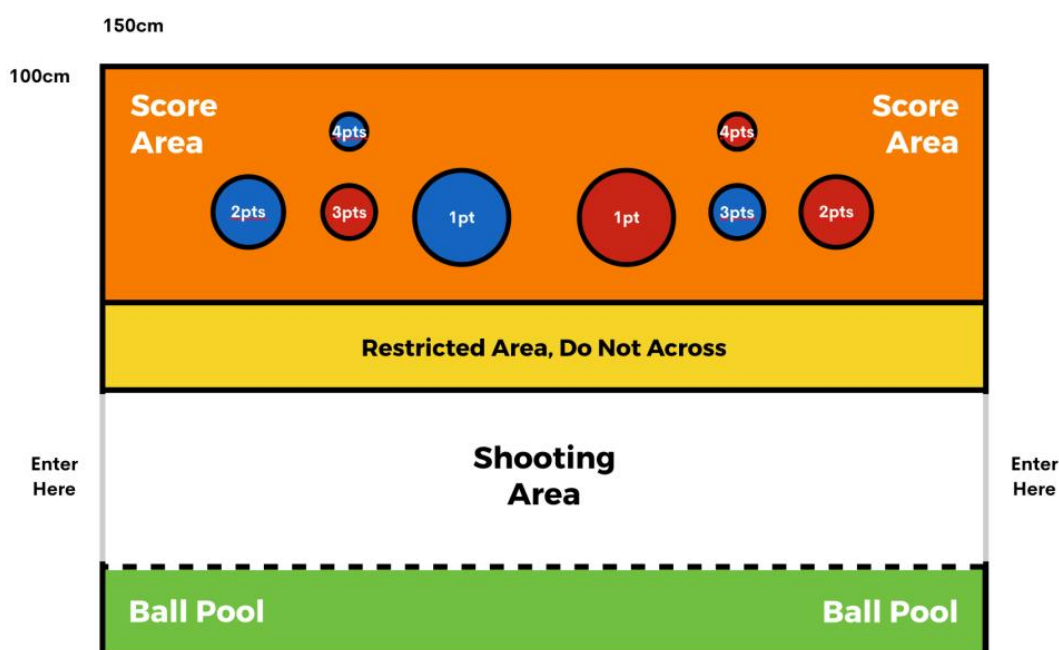 150cm
100cm
Score
Area
Score
Area
4pts
4pts
2pts
3pts
1pt
1pt
3pts
2pts
Restricted Area, Do Not Across
Enter
Here
Shooting
Area
Enter
Here
Ball Pool
Ball Pool